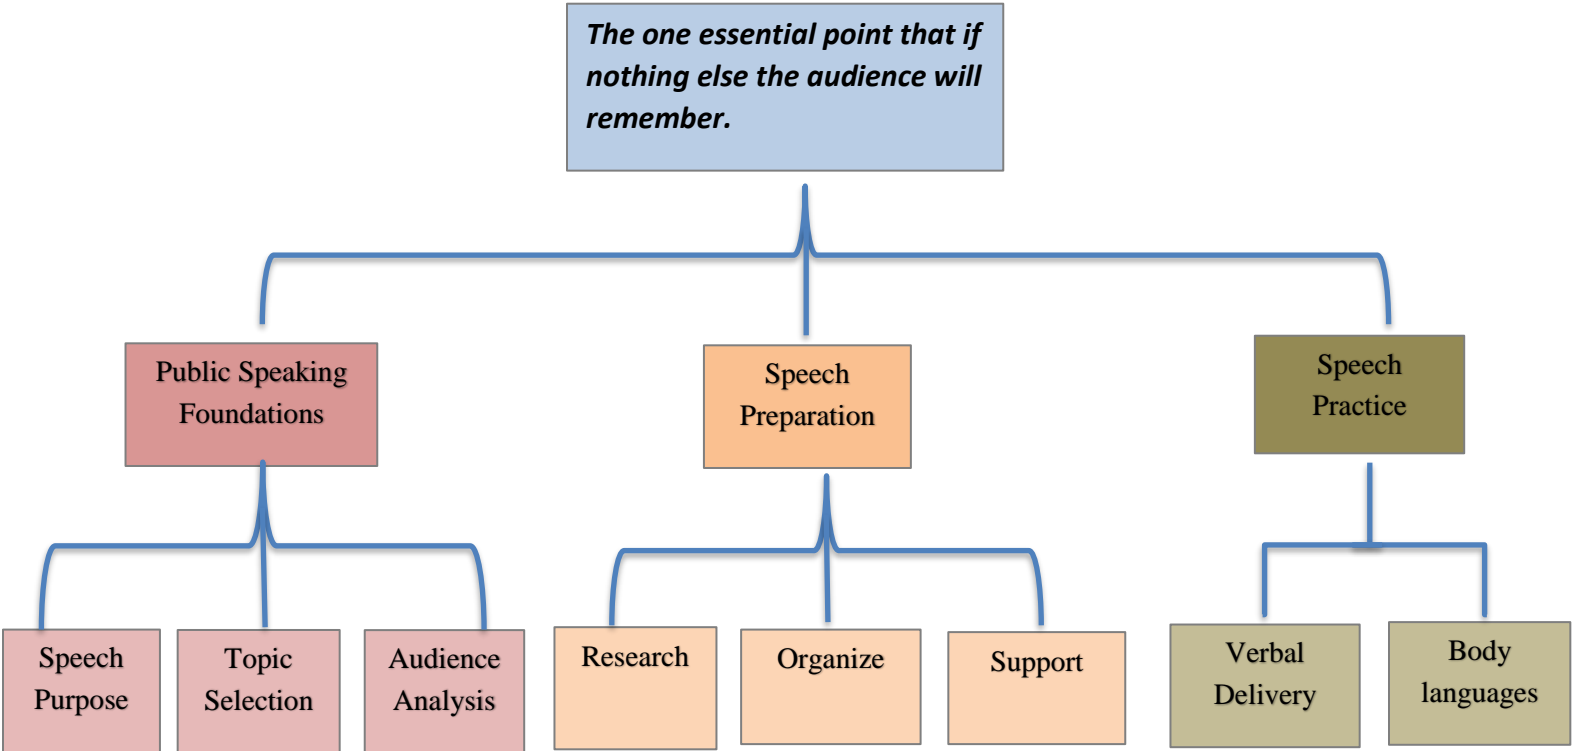 The one essential point that if
nothing else the audience will
remember.
Public Speaking
Foundations
Speech
Preparation
Speech
Practice
Speech
Purpose
Topic
Selection
Audience
Analysis
Research
Organize
Support
Verbal
Delivery
Body
languages